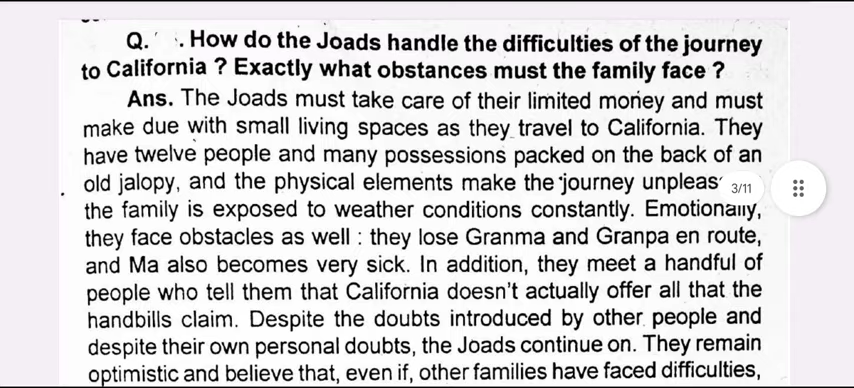 Q. . How do the Joads handle the difficulties of the journey
to California ? Exactly what obstances must the family face ?
Ans. The Joads must take care of their limited money and must
make due with small living spaces as they travel to California. They
have twelve people and many possessions packed on the back of an
old jalopy, and the physical elements make the journey
3/11
the family is exposed to weather conditions constantly. Emotionally,
they face obstacles as well : they lose Granma and Granpa en route,
and Ma also becomes very sick. In addition, they meet a handful of
people who tell them that California doesn't actually offer all that the
handbills claim. Despite the doubts introduced by other people and
despite their own personal doubts, the Joads continue on. They remain
optimistic and believe that, even if, other families have faced difficulties,